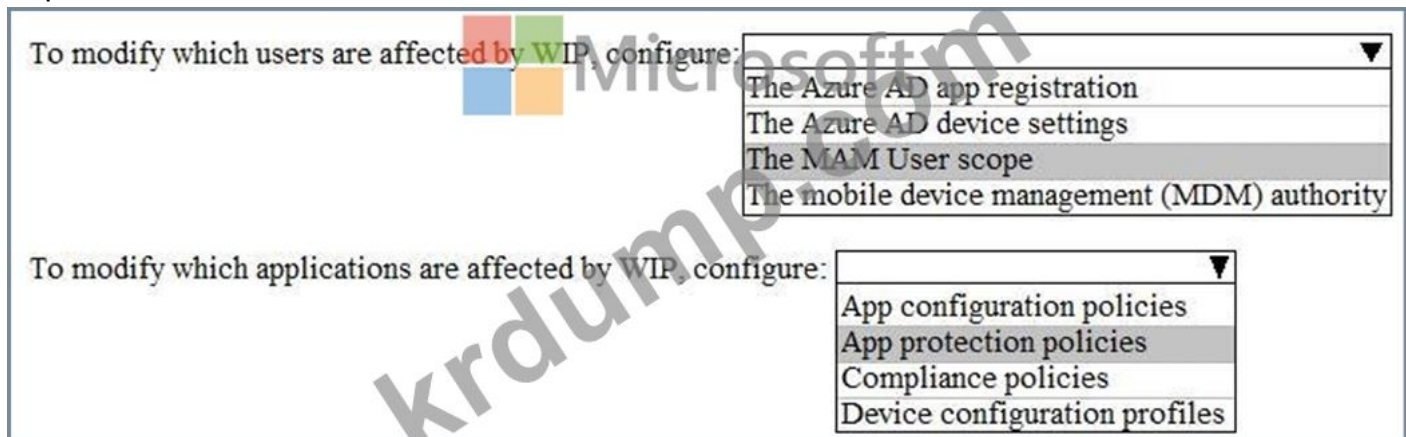 To modify which users are affected by WIP, configure:
Microsoft
The Azure AD app registration
The Azure AD device settings
The MAM User scope
The mobile device management (MDM) authority
To modify which applications are affected by WIP, configure:
App configuration policies
App protection policies
Compliance policies
Device configuration profiles
krdump.com